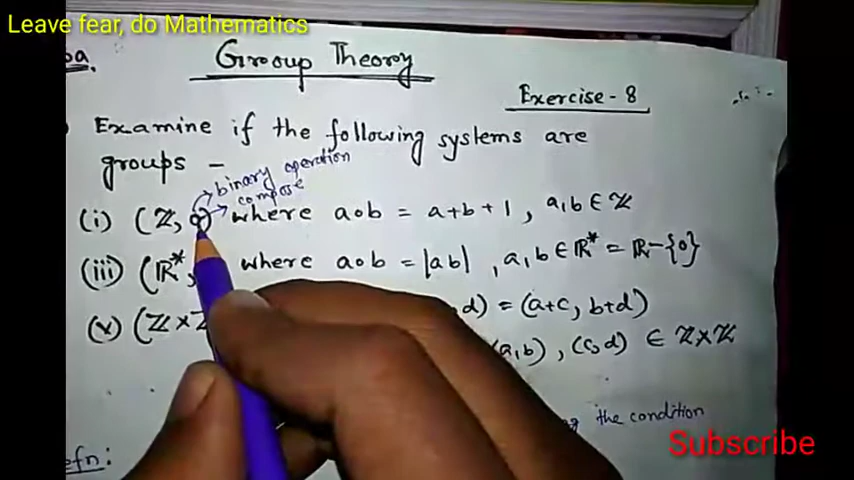 Leave fear, do Mathematics
Group Theory
Exercise-8
Examine if the following systems are
groups -
binary operation
compose
(i) (ℤ, o) where aob = a+b+1, a,b ∈ ℤ
(iii) (ℝ*, where aob = |ab|, a,b ∈ ℝ* = ℝ-{0}
(v) (ℤ×ℤ d) = (a+c, b+d)
(a,b), (c,d) ∈ ℤ×ℤ
the condition
Subscribe
efn: